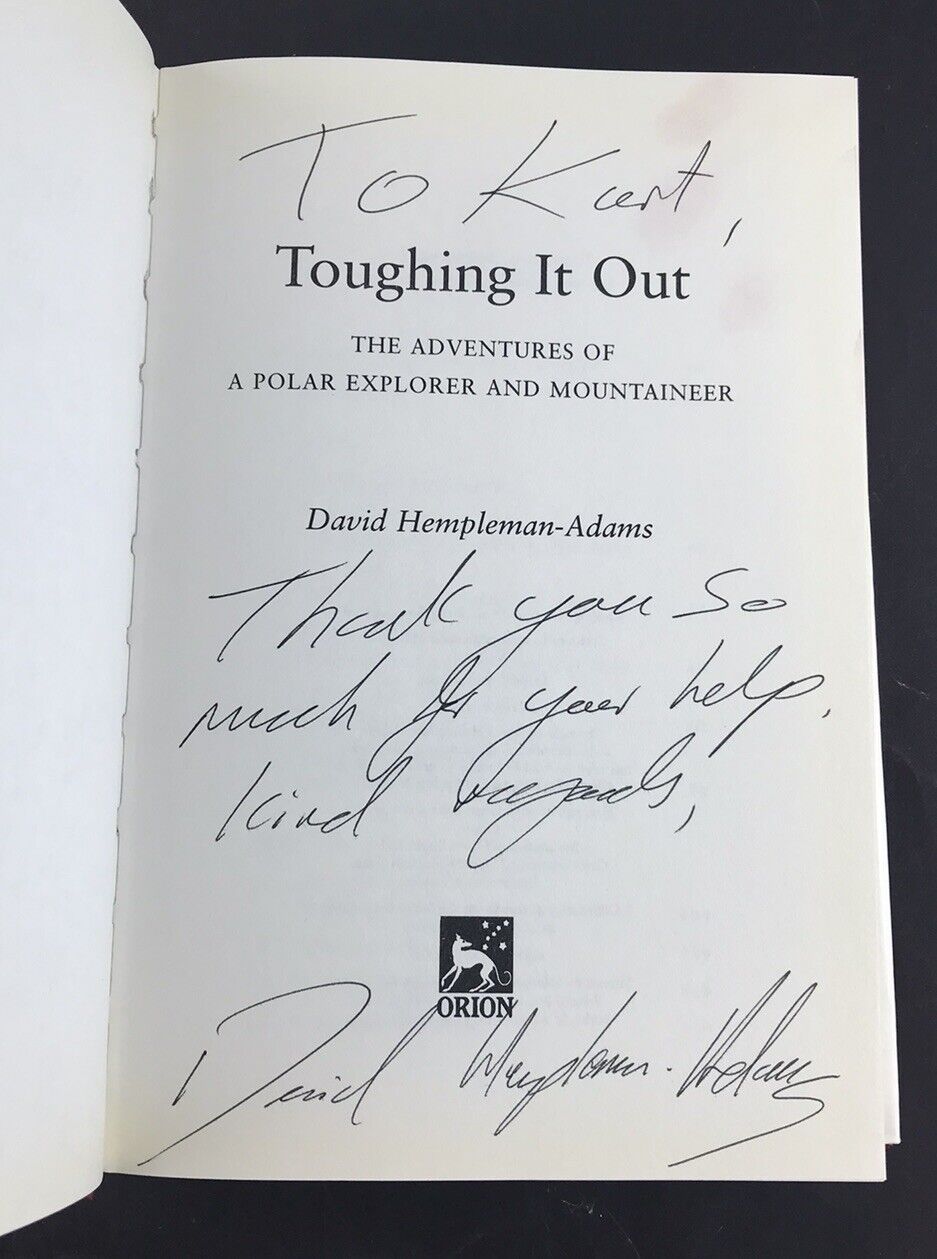 To Kurt,
Toughing It Out
THE ADVENTURES OF
A POLAR EXPLORER AND MOUNTAINEER
David Hempleman-Adams
Thank you so
much for your help.
Kind regards,
ORION
David Hempleman-Adams